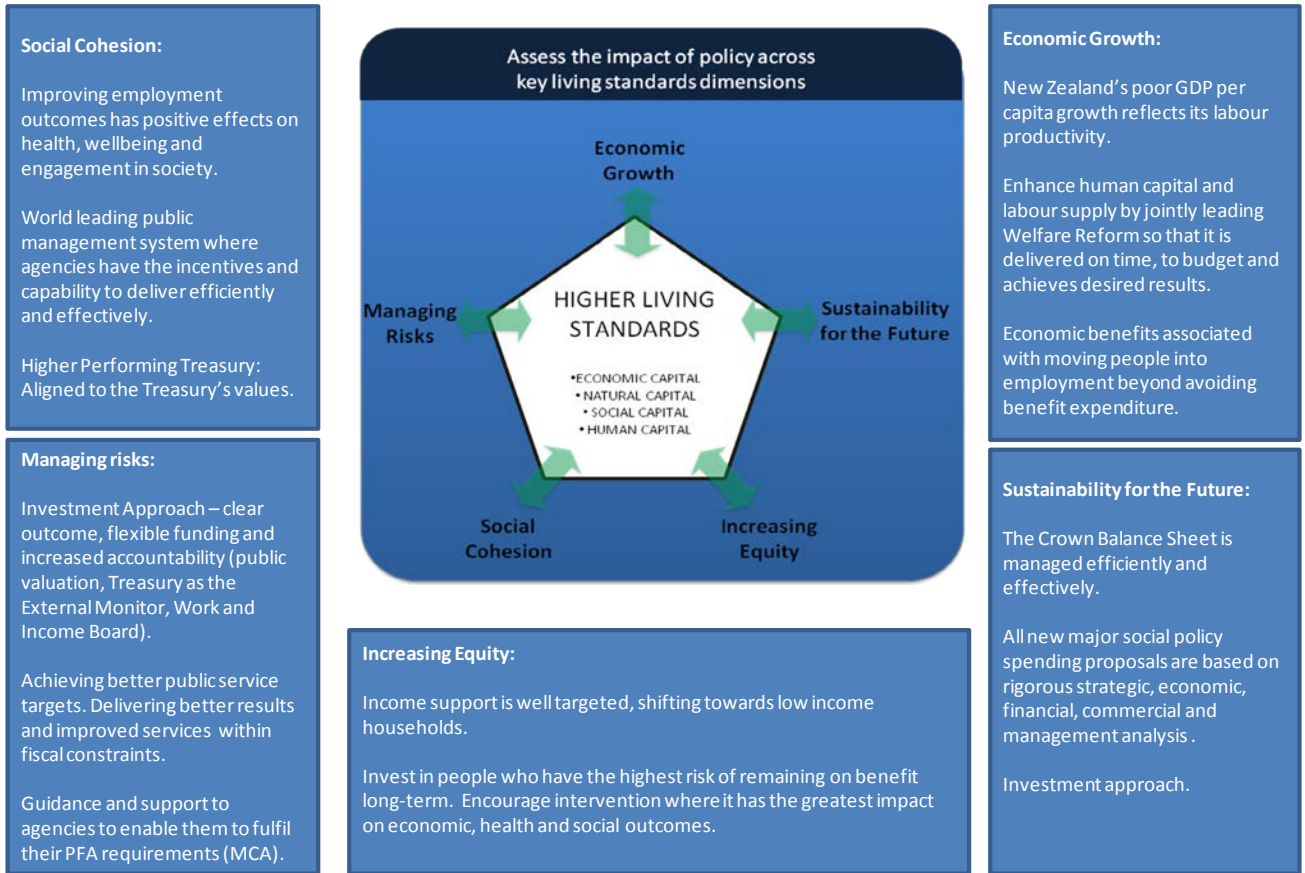 Social Cohesion:
Improving employment
outcomes has positive effects on
health, wellbeing and
engagement in society.
World leading public
management system where
agencies have the incentives and
capability to deliver efficiently
and effectively.
Higher Performing Treasury:
Aligned to the Treasury's values.
Managing risks:
Investment Approach – clear
outcome, flexible funding and
increased accountability (public
valuation, Treasury as the
External Monitor, Work and
Income Board).
Achieving better public service
targets. Delivering better results
and improved services within
fiscal constraints.
Guidance and support to
agencies to enable them to fulfil
their PFA requirements (MCA).
Assess the impact of policy across
key living standards dimensions
Economic
Growth
Managing
Risks
HIGHER LIVING
STANDARDS
•ECONOMIC CAPITAL
• NATURAL CAPITAL
• SOCIAL CAPITAL
• HUMAN CAPITAL
Sustainability
for the Future
Social
Cohesion
Increasing
Equity
Increasing Equity:
Income support is well targeted, shifting towards low income
households.
Invest in people who have the highest risk of remaining on benefit
long-term. Encourage intervention where it has the greatest impact
on economic, health and social outcomes.
Economic Growth:
New Zealand's poor GDP per
capita growth reflects its labour
productivity.
Enhance human capital and
labour supply by jointly leading
Welfare Reform so that it is
delivered on time, to budget and
achieves desired results.
Economic benefits associated
with moving people into
employment beyond avoiding
benefit expenditure.
Sustainability for the Future:
The Crown Balance Sheet is
managed efficiently and
effectively.
All new major social policy
spending proposals are based on
rigorous strategic, economic,
financial, commercial and
management analysis .
Investment approach.